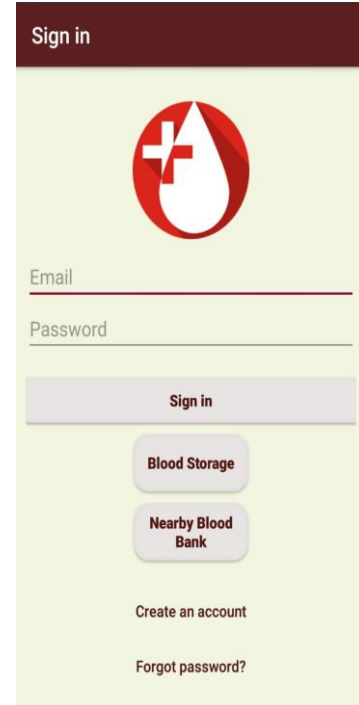 Sign in
Email
Password
Sign in
Blood Storage
Nearby Blood
Bank
Create an account
Forgot password?